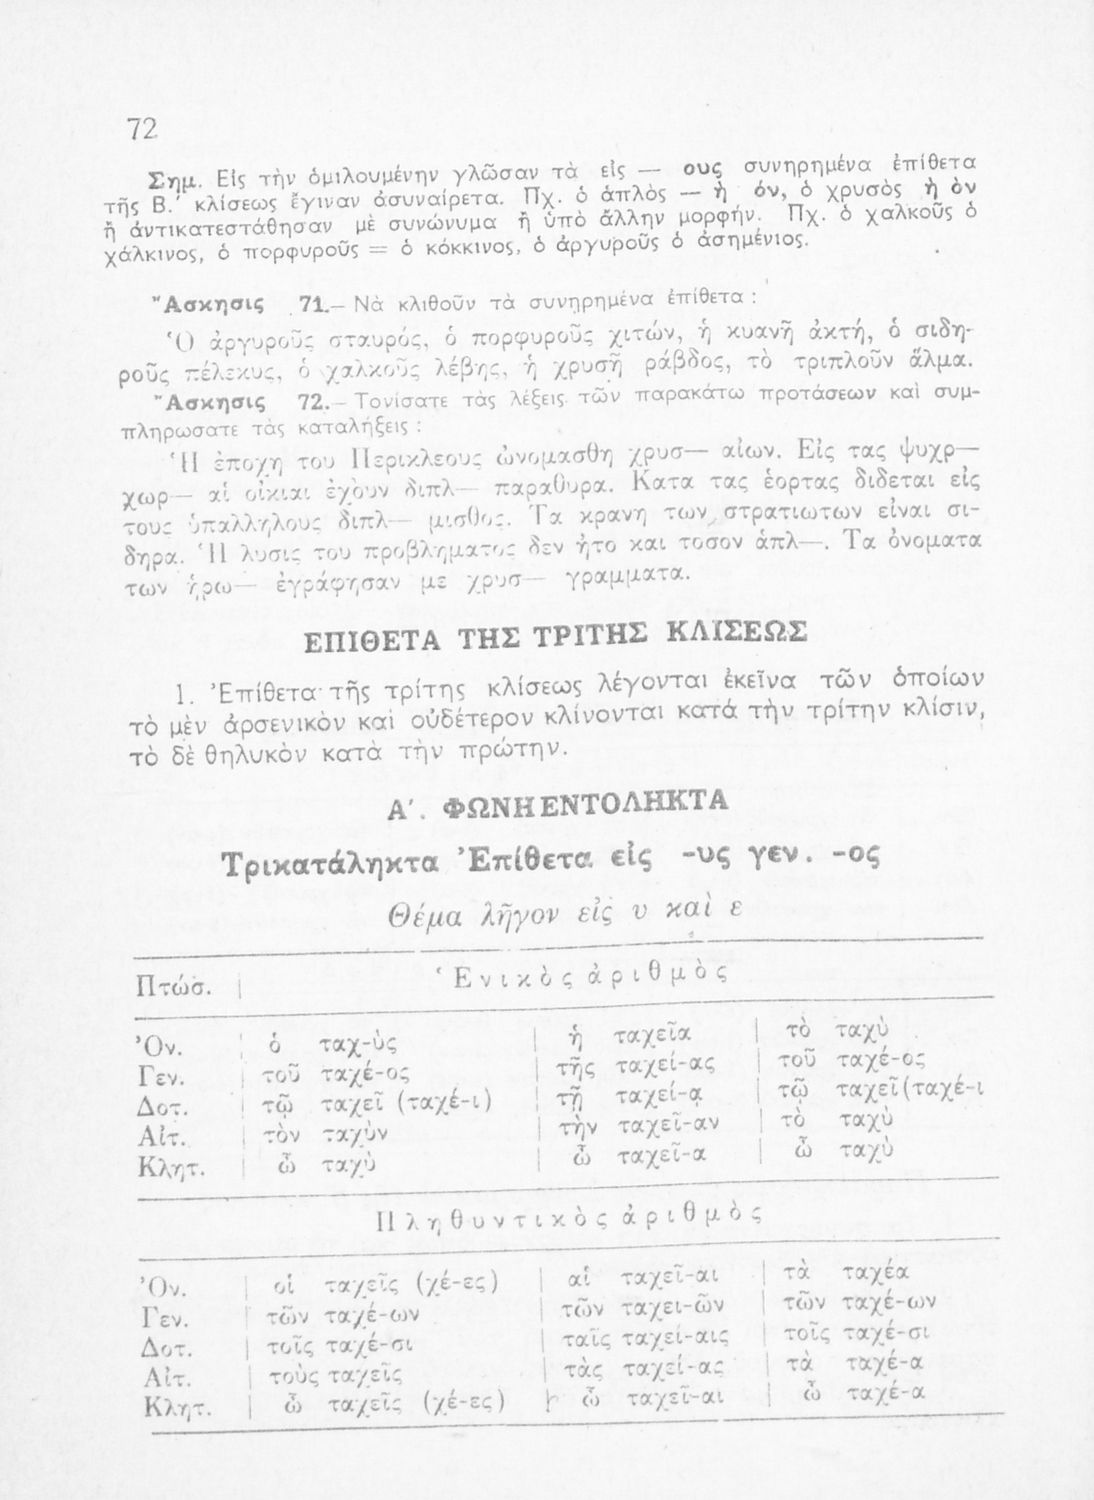 72
Σημ. Εἰς τὴν ὁμιλουμένην γλῶσαν τὰ εἰς — ους συνηρημένα ἐπίθετα
τῆς Β.' κλίσεως ἔγιναν ἀσυναίρετα. Πχ. ὁ ἁπλὸς — ἡ όν, ὁ χρυσὸς ἡ ὸν
ἢ ἀντικατεστάθησαν μὲ συνώνυμα ἢ ὑπὸ ἄλλην μορφήν. Πχ. ὁ χαλκοῦς ὁ
χάλκινος, ὁ πορφυροῦς = ὁ κόκκινος, ὁ ἀργυροῦς ὁ ἀσημένιος.
Ἄσκησις 71.— Νὰ κλιθοῦν τὰ συνηρημένα ἐπίθετα :
Ὁ ἀργυροῦς σταυρός, ὁ πορφυροῦς χιτών, ἡ κυανῆ ἀκτή, ὁ σιδη-
ροῦς πέλεκυς, ὁ χαλκοῦς λέβης, ἡ χρυσῆ ράβδος, τὸ τριπλοῦν ἅλμα.
Ἄσκησις 72.— Τονίσατε τὰς λέξεις τῶν παρακάτω προτάσεων καὶ συμ-
πληρωσατε τὰς καταλήξεις :
Ἡ ἐποχη του Περικλεους ὠνομασθη χρυσ— αἰων. Εἰς τας ψυχρ—
χωρ— αἱ οἰκιαι ἐχουν διπλ— παραθυρα. Κατα τας ἑορτας διδεται εἰς
τους ὑπαλληλους διπλ— μισθος. Τα κρανη των στρατιωτων εἰναι σι-
δηρα. Ἡ λυσις του προβληματος δεν ἠτο και τοσον ἁπλ—. Τα ὀνοματα
των ἡρω— ἐγράφησαν με χρυσ— γραμματα.
ΕΠΙΘΕΤΑ ΤΗΣ ΤΡΙΤΗΣ ΚΛΙΣΕΩΣ
1. Ἐπίθετα τῆς τρίτης κλίσεως λέγονται ἐκεῖνα τῶν ὁποίων
τὸ μὲν ἀρσενικὸν καὶ οὐδέτερον κλίνονται κατά τὴν τρίτην κλίσιν,
τὸ δὲ θηλυκὸν κατὰ τὴν πρώτην.
Α'. ΦΩΝΗΕΝΤΟΛΗΚΤΑ
Τρικατάληκτα Ἐπίθετα εἰς -υς γεν. -ος
Θέμα λῆγον εἰς υ καὶ ε
Πτώσ. Ἑνικὸς ἀριθμὸς
Ὀν. ὁ ταχ-ὺς ἡ ταχεῖα τὸ ταχὺ
Γεν. τοῦ ταχέ-ος τῆς ταχεί-ας τοῦ ταχέ-ος
Δοτ. τῷ ταχεῖ (ταχέ-ι) τῇ ταχεί-ᾳ τῷ ταχεῖ (ταχέ-ι
Αἰτ. τὸν ταχὺν τὴν ταχεῖ-αν τὸ ταχὺ
Κλητ. ὦ ταχὺ ὦ ταχεῖ-α ὦ ταχὺ
Πληθυντικὸς ἀριθμὸς
Ὀν. οἱ ταχεῖς (χέ-ες) αἱ ταχεῖ-αι τὰ ταχέα
Γεν. τῶν ταχέ-ων τῶν ταχει-ῶν τῶν ταχέ-ων
Δοτ. τοῖς ταχέ-σι ταῖς ταχεί-αις τοῖς ταχέ-σι
Αἰτ. τοὺς ταχεῖς τὰς ταχεί-ας τὰ ταχέ-α
Κλητ. ὦ ταχεῖς (χέ-ες) ὦ ταχεῖ-αι ὦ ταχέ-α